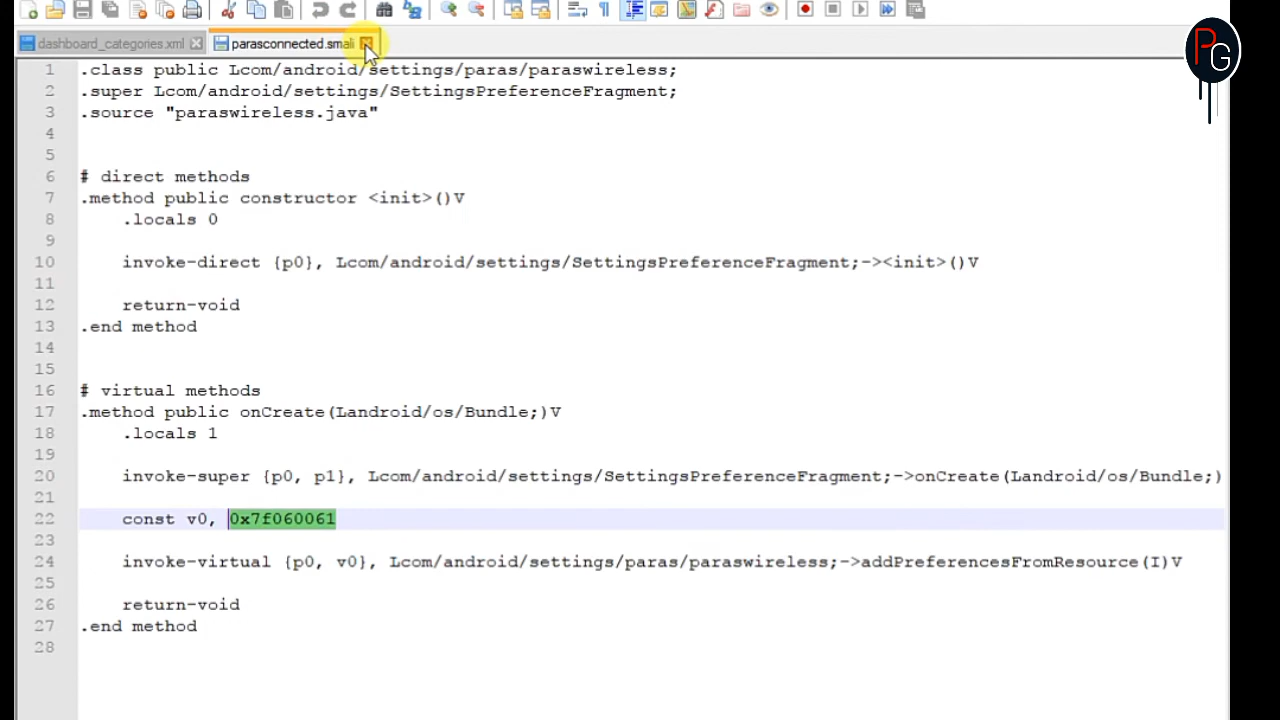 PG
dashboard_categories.xml parasconnected.smali
1 .class public Lcom/android/settings/paras/paraswireless;
2 .super Lcom/android/settings/SettingsPreferenceFragment;
3 .source "paraswireless.java"
4
5
6 # direct methods
7 .method public constructor <init>()V
8 .locals 0
9
10 invoke-direct {p0}, Lcom/android/settings/SettingsPreferenceFragment;-><init>()V
11
12 return-void
13 .end method
14
15
16 # virtual methods
17 .method public onCreate(Landroid/os/Bundle;)V
18 .locals 1
19
20 invoke-super {p0, p1}, Lcom/android/settings/SettingsPreferenceFragment;->onCreate(Landroid/os/Bundle;)
21
22 const v0, 0x7f060061
23
24 invoke-virtual {p0, v0}, Lcom/android/settings/paras/paraswireless;->addPreferencesFromResource(I)V
25
26 return-void
27 .end method
28